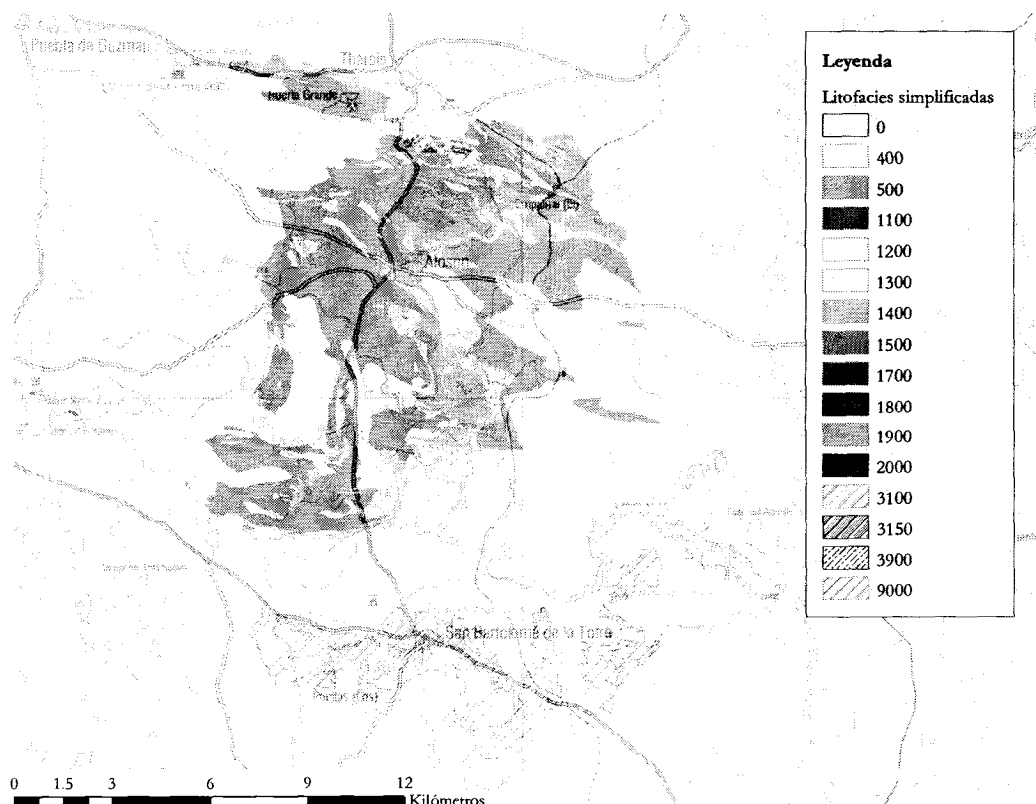 Puebla de Guzmán
Tharsis
Huerta Grande
Alosno
San Bartolomé de la Torre
Leyenda
Litofacies simplificadas
0
400
500
1100
1200
1300
1400
1500
1700
1800
1900
2000
3100
3150
3900
9000
0 1.5 3 6 9 12
Kilómetros